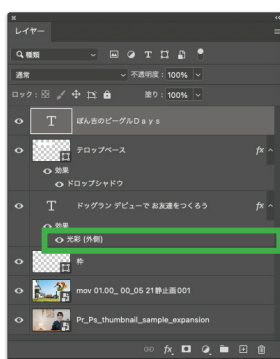 レイヤー
種類
通常 不透明度: 100%
ロック: 塗り: 100%
T ぽん吉のビーグルDays
テロップベース fx
効果
ドロップシャドウ
T ドッグラン デビューで お友達をつくろう fx
効果
光彩 (外側)
枠
mov 01.00_ 00_05 21静止画001
Pr_Ps_thumbnail_sample_expansion
fx